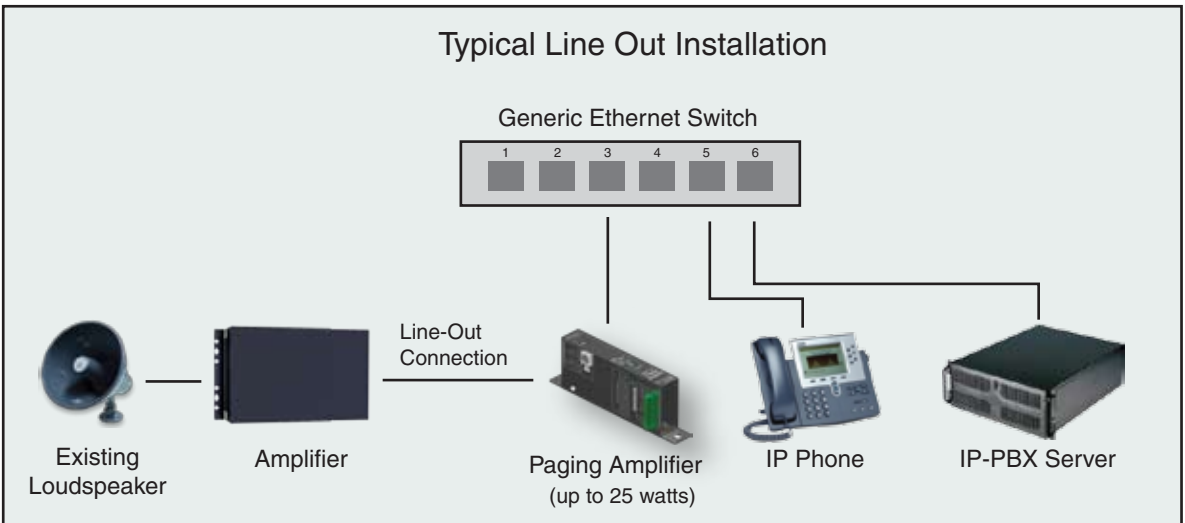 Typical Line Out Installation
Generic Ethernet Switch
1 2 3 4 5 6
Line-Out
Connection
Existing
Loudspeaker
Amplifier
Paging Amplifier
(up to 25 watts)
IP Phone
IP-PBX Server